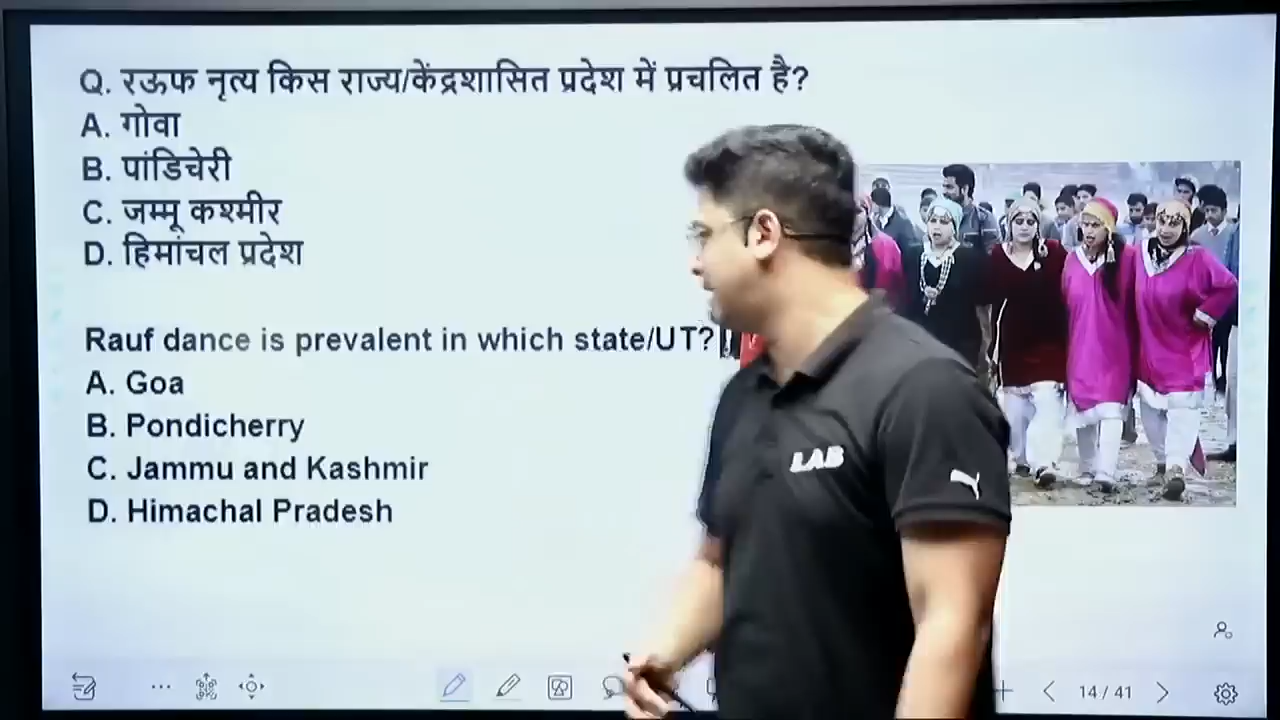 Q. रऊफ नृत्य किस राज्य/केंद्रशासित प्रदेश में प्रचलित है?
A. गोवा
B. पांडिचेरी
C. जम्मू कश्मीर
D. हिमांचल प्रदेश
Rauf dance is prevalent in which state/UT?
A. Goa
B. Pondicherry
C. Jammu and Kashmir
D. Himachal Pradesh
LAB
14 / 41